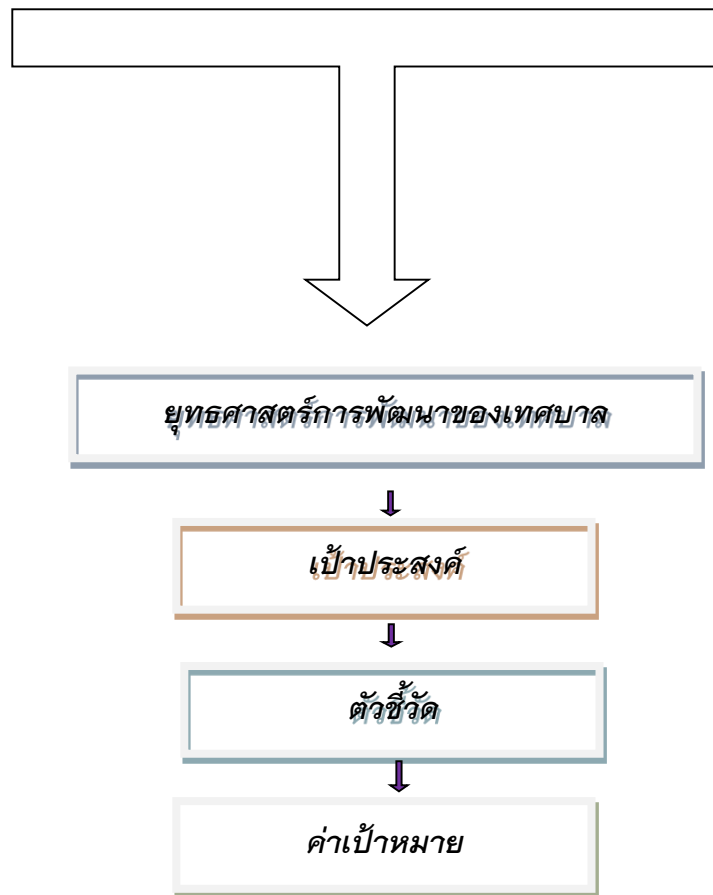 ยุทธศาสตร์การพัฒนาของเทศบาล
เป้าประสงค์
ตัวชี้วัด
ค่าเป้าหมาย